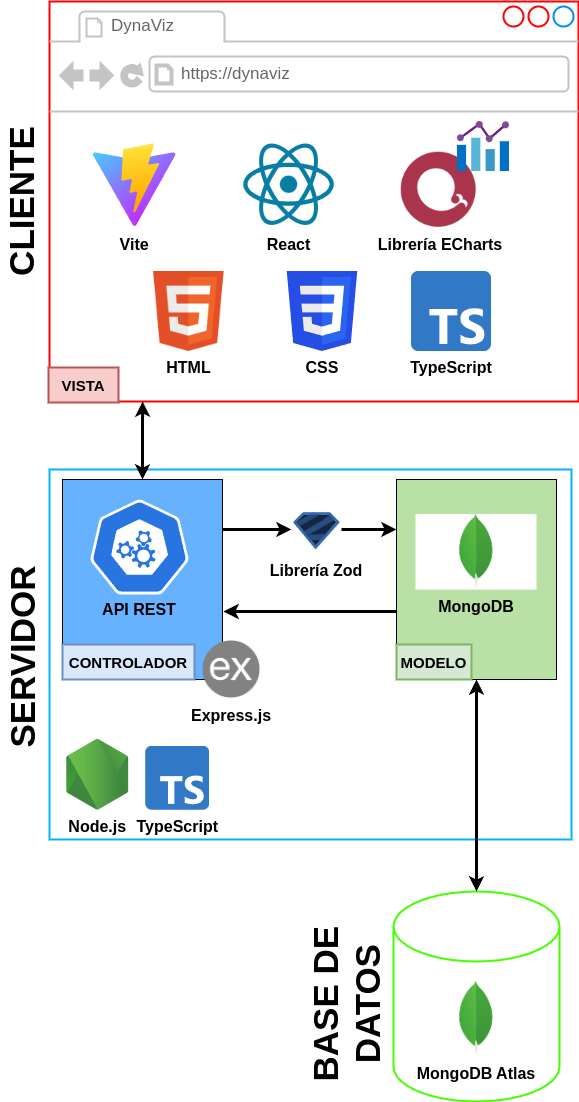 DynaViz
https://dynaviz
CLIENTE
Vite
React
Librería ECharts
HTML
CSS
TS
TypeScript
VISTA
SERVIDOR
API REST
Librería Zod
MongoDB
CONTROLADOR
MODELO
ex
Express.js
TS
Node.js
TypeScript
BASE DE
DATOS
MongoDB Atlas